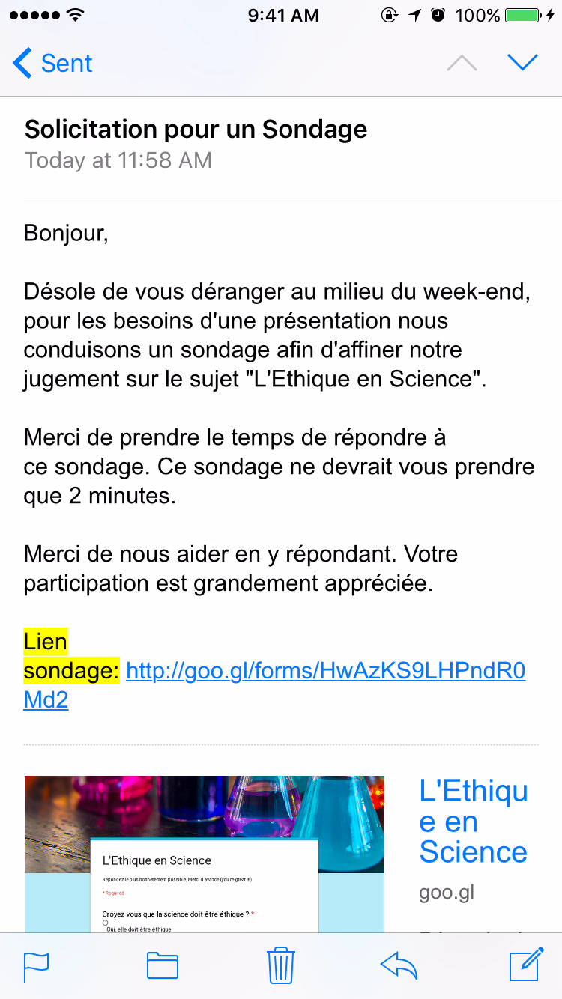 9:41 AM
100%
Sent
Solicitation pour un Sondage
Today at 11:58 AM
Bonjour,
Désole de vous déranger au milieu du week-end,
pour les besoins d'une présentation nous
conduisons un sondage afin d'affiner notre
jugement sur le sujet "L'Ethique en Science".
Merci de prendre le temps de répondre à
ce sondage. Ce sondage ne devrait vous prendre
que 2 minutes.
Merci de nous aider en y répondant. Votre
participation est grandement appréciée.
Lien
sondage: http://goo.gl/forms/HwAzKS9LHPndR0
Md2
L'Ethique en Science
Répondez le plus honnêtement possible, Merci d'avance (you're great !!!)
* Required
Croyez vous que la science doit être éthique ? *
Oui, elle doit être éthique.
L'Ethiqu
e en
Science
goo.gl